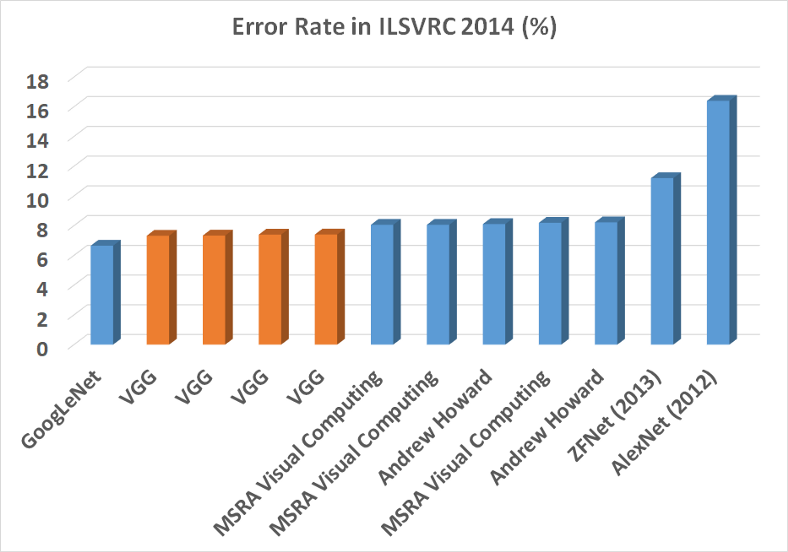 Error Rate in ILSVRC 2014 (%)
18
16
14
12
10
8
6
4
2
0
GoogLeNet
VGG
VGG
VGG
VGG
MSRA Visual Computing
MSRA Visual Computing
Andrew Howard
MSRA Visual Computing
Andrew Howard
ZFNet (2013)
AlexNet (2012)